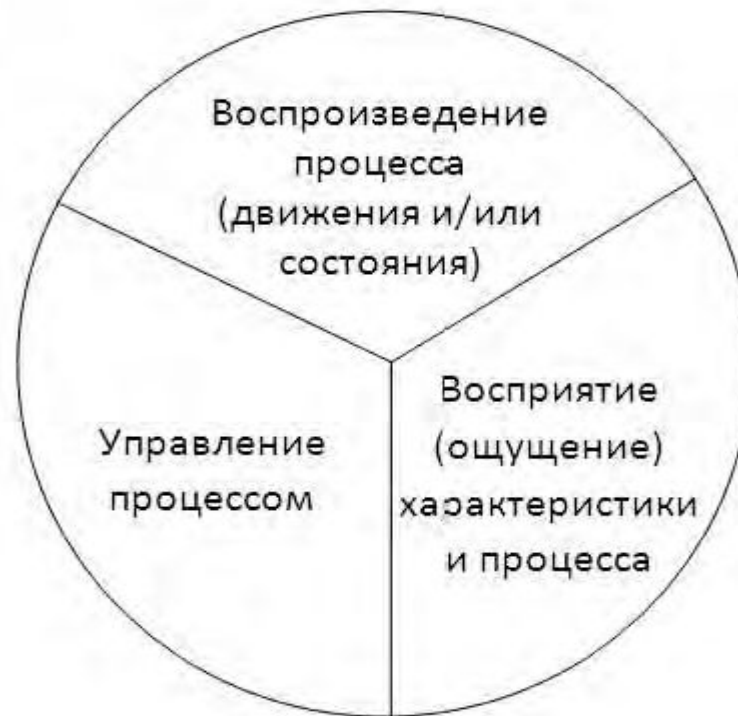 Воспроизведение
процесса
(движения и/или
состояния)
Управление
процессом
Восприятие
(ощущение)
характеристики
и процесса